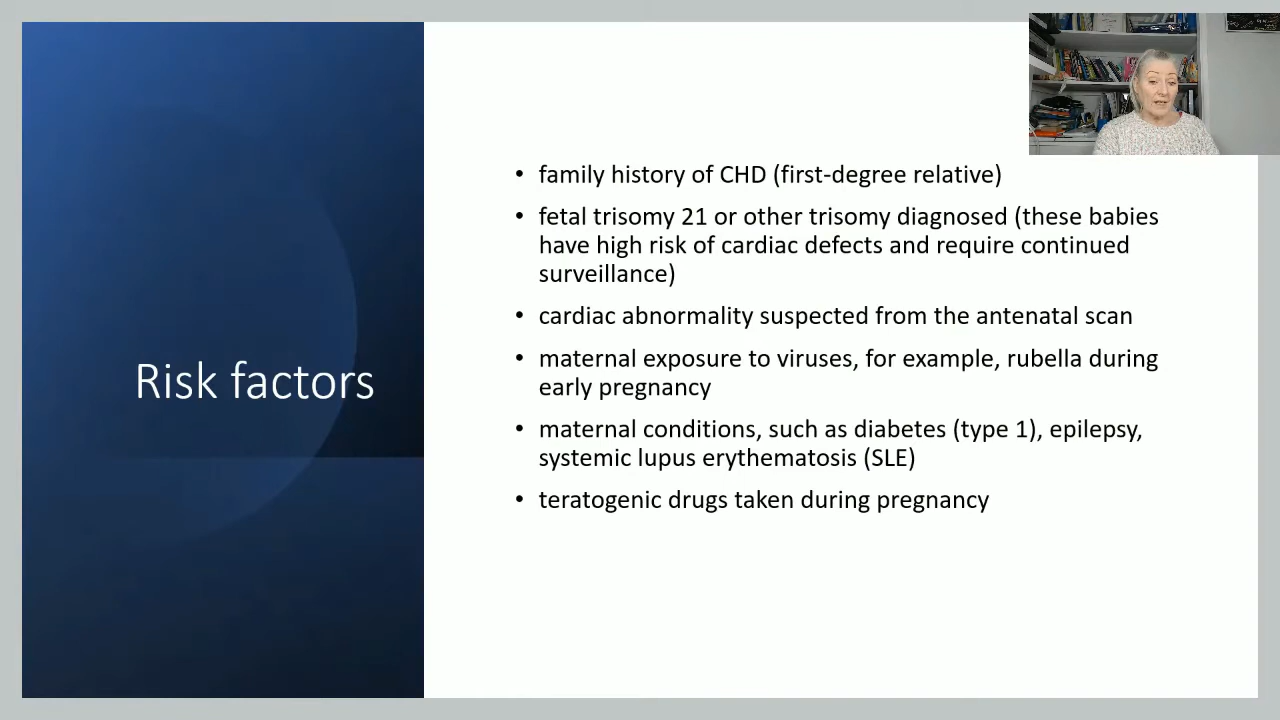 Risk factors
• family history of CHD (first-degree relative)
• fetal trisomy 21 or other trisomy diagnosed (these babies
have high risk of cardiac defects and require continued
surveillance)
• cardiac abnormality suspected from the antenatal scan
• maternal exposure to viruses, for example, rubella during
early pregnancy
• maternal conditions, such as diabetes (type 1), epilepsy,
systemic lupus erythematosis (SLE)
• teratogenic drugs taken during pregnancy